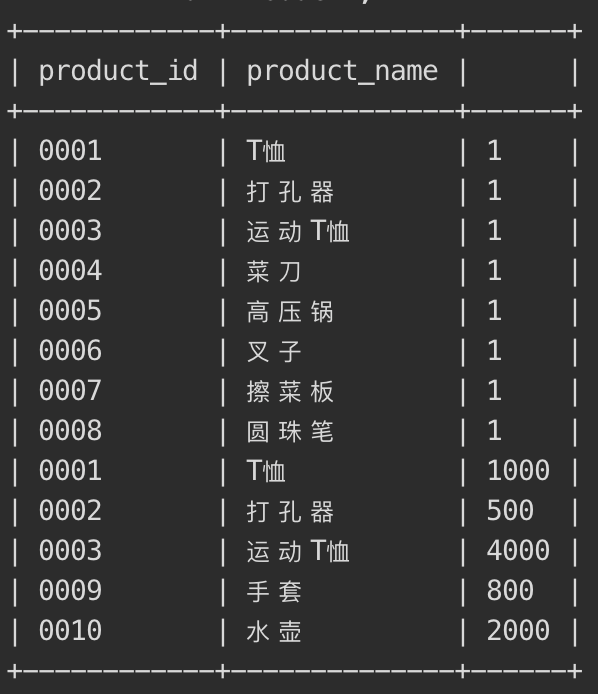 +------------+--------------+------+
| product_id | product_name |      |
+------------+--------------+------+
| 0001       | T恤          | 1    |
| 0002       | 打孔器       | 1    |
| 0003       | 运动T恤      | 1    |
| 0004       | 菜刀         | 1    |
| 0005       | 高压锅       | 1    |
| 0006       | 叉子         | 1    |
| 0007       | 擦菜板       | 1    |
| 0008       | 圆珠笔       | 1    |
| 0001       | T恤          | 1000 |
| 0002       | 打孔器       | 500  |
| 0003       | 运动T恤      | 4000 |
| 0009       | 手套         | 800  |
| 0010       | 水壶         | 2000 |
+------------+--------------+------+